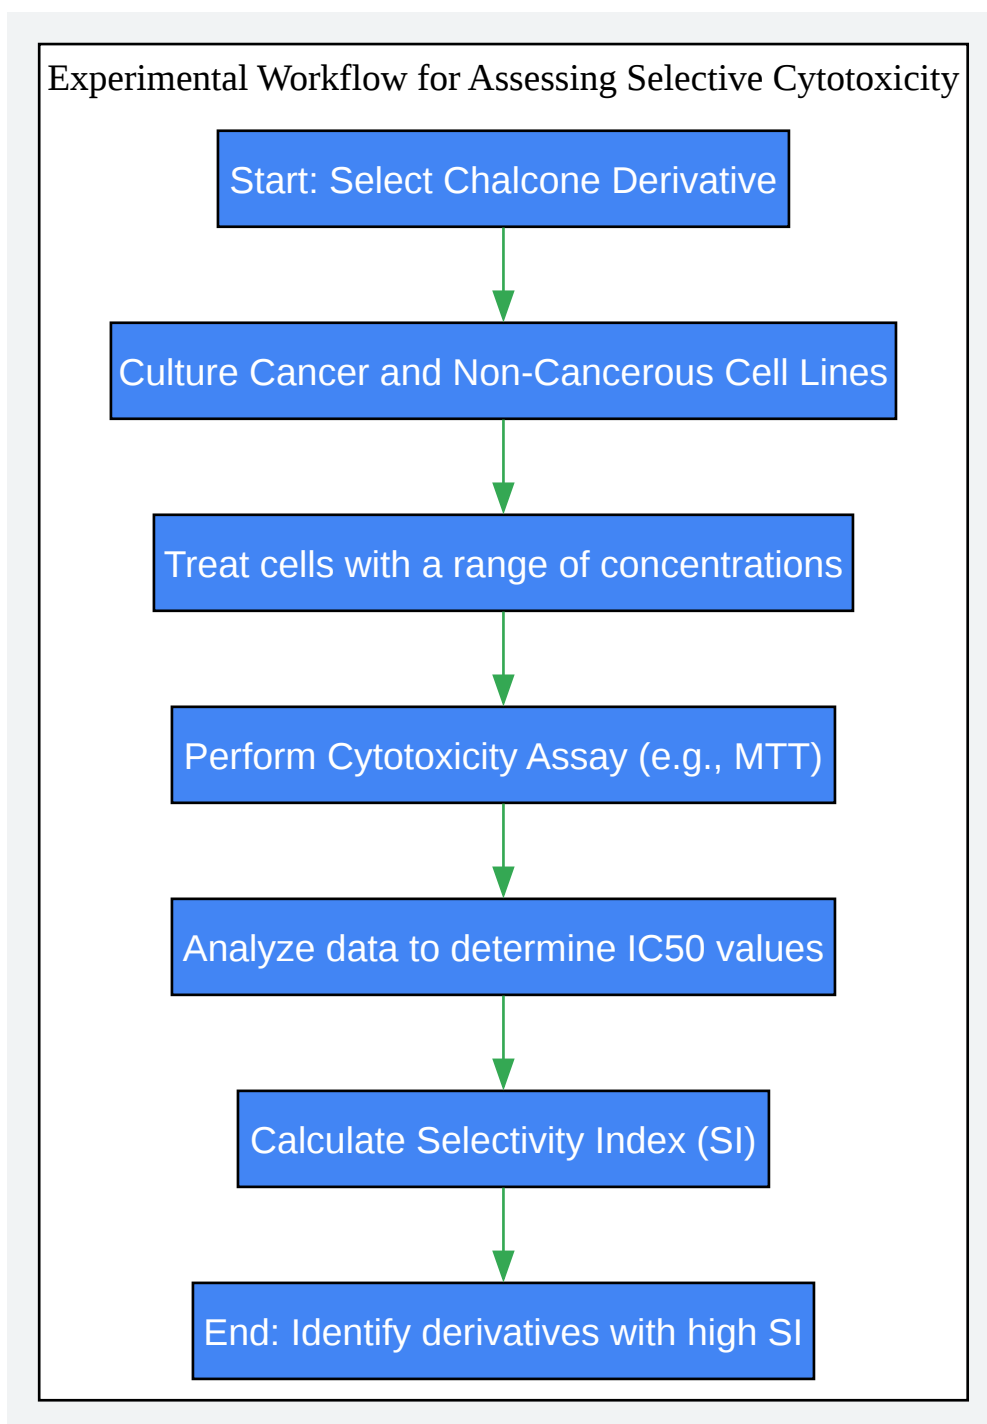 Experimental Workflow for Assessing Selective Cytotoxicity
Start: Select Chalcone Derivative
Culture Cancer and Non-Cancerous Cell Lines
Treat cells with a range of concentrations
Perform Cytotoxicity Assay (e.g., MTT)
Analyze data to determine IC50 values
Calculate Selectivity Index (SI)
End: Identify derivatives with high SI